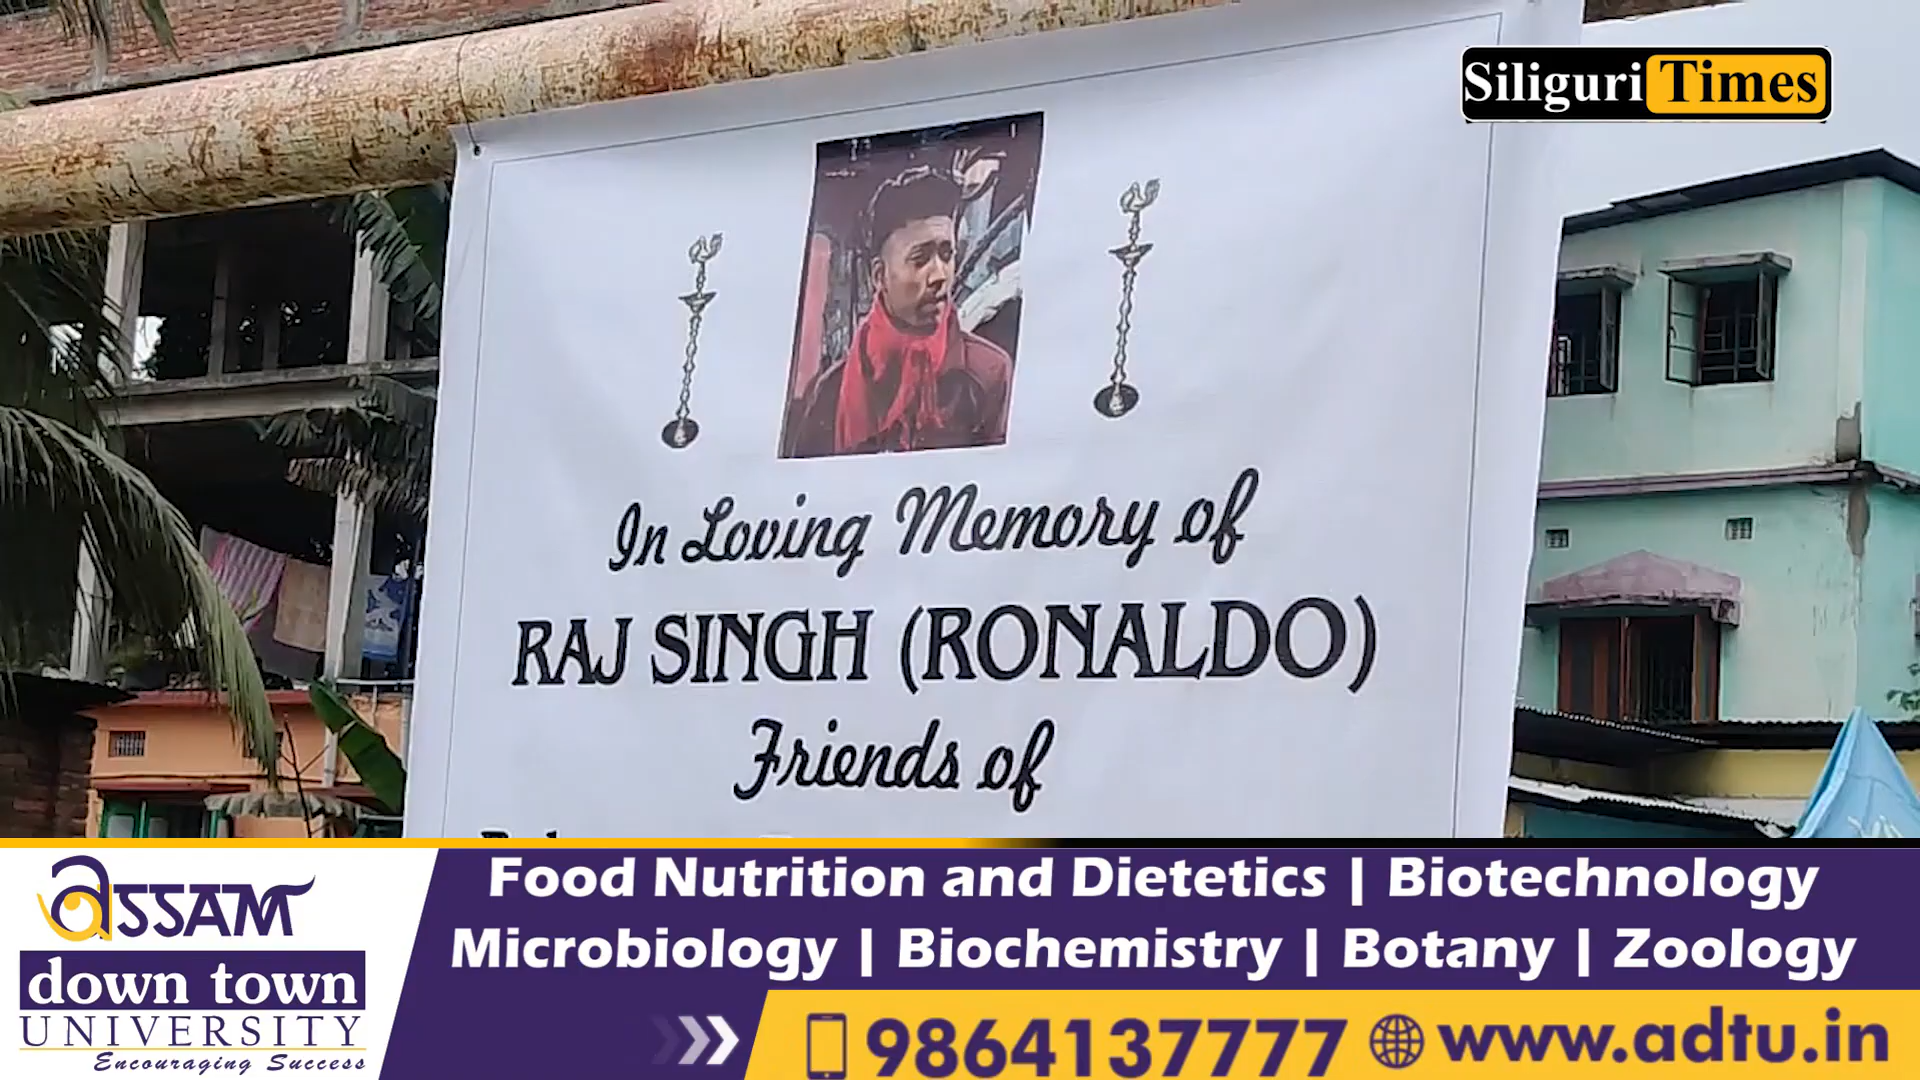 Siliguri Times
In Loving Memory of
RAJ SINGH (RONALDO)
Friends of
অSSAM
down town
UNIVERSITY
Encouraging Success
Food Nutrition and Dietetics | Biotechnology
Microbiology | Biochemistry | Botany | Zoology
9864137777
www.adtu.in